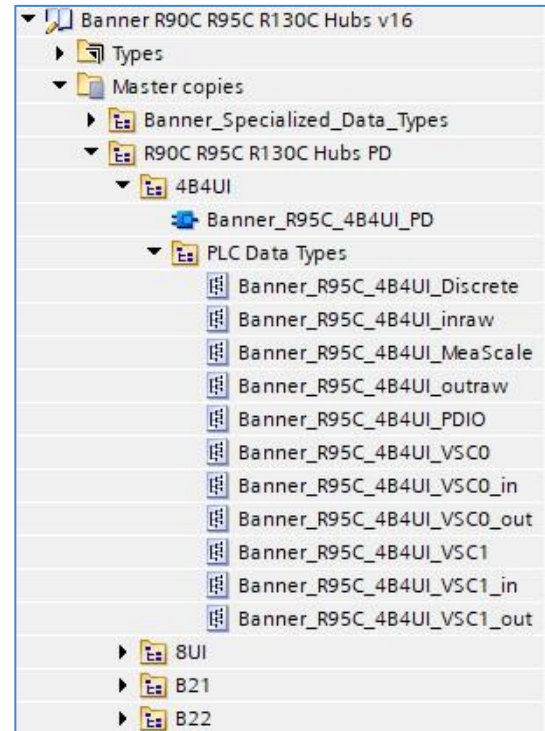 Banner R90C R95C R130C Hubs v16
Types
Master copies
Banner_Specialized_Data_Types
R90C R95C R130C Hubs PD
4B4UI
Banner_R95C_4B4UI_PD
PLC Data Types
Banner_R95C_4B4UI_Discrete
Banner_R95C_4B4UI_inraw
Banner_R95C_4B4UI_MeaScale
Banner_R95C_4B4UI_outraw
Banner_R95C_4B4UI_PDIO
Banner_R95C_4B4UI_VSC0
Banner_R95C_4B4UI_VSC0_in
Banner_R95C_4B4UI_VSC0_out
Banner_R95C_4B4UI_VSC1
Banner_R95C_4B4UI_VSC1_in
Banner_R95C_4B4UI_VSC1_out
8UI
B21
B22